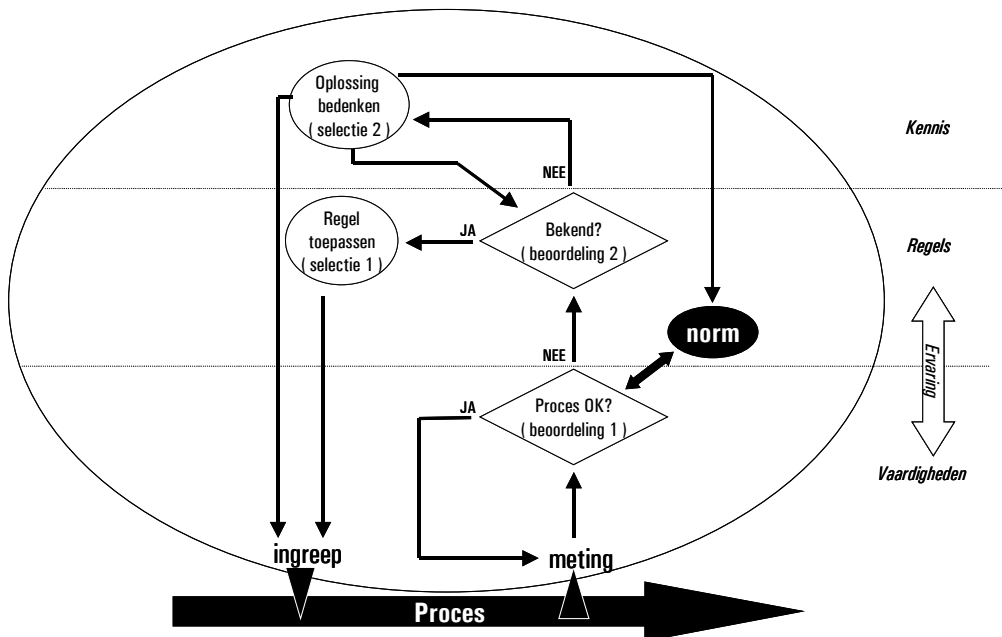 Oplossing
bedenken
( selectie 2 )
Kennis
NEE
Regel
toepassen
( selectie 1 )
JA
Bekend?
( beoordeling 2 )
Regels
norm
NEE
Ervaring
JA
Proces OK?
( beoordeling 1 )
Vaardigheden
ingreep
meting
Proces